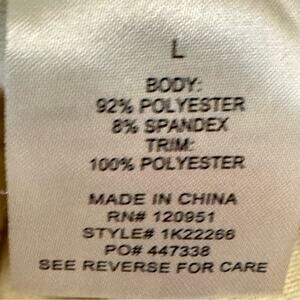 L
BODY:
92% POLYESTER
8% SPANDEX
TRIM:
100% POLYESTER
MADE IN CHINA
RN# 120951
STYLE# 1K22266
PO# 447338
SEE REVERSE FOR CARE